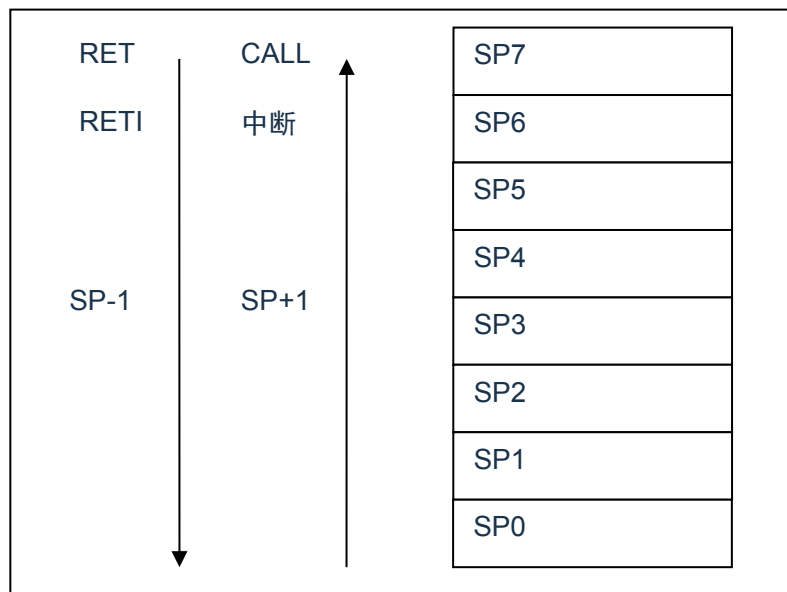 RET CALL SP7
RETI 中断 SP6
SP5
SP4
SP-1 SP+1 SP3
SP2
SP1
SP0